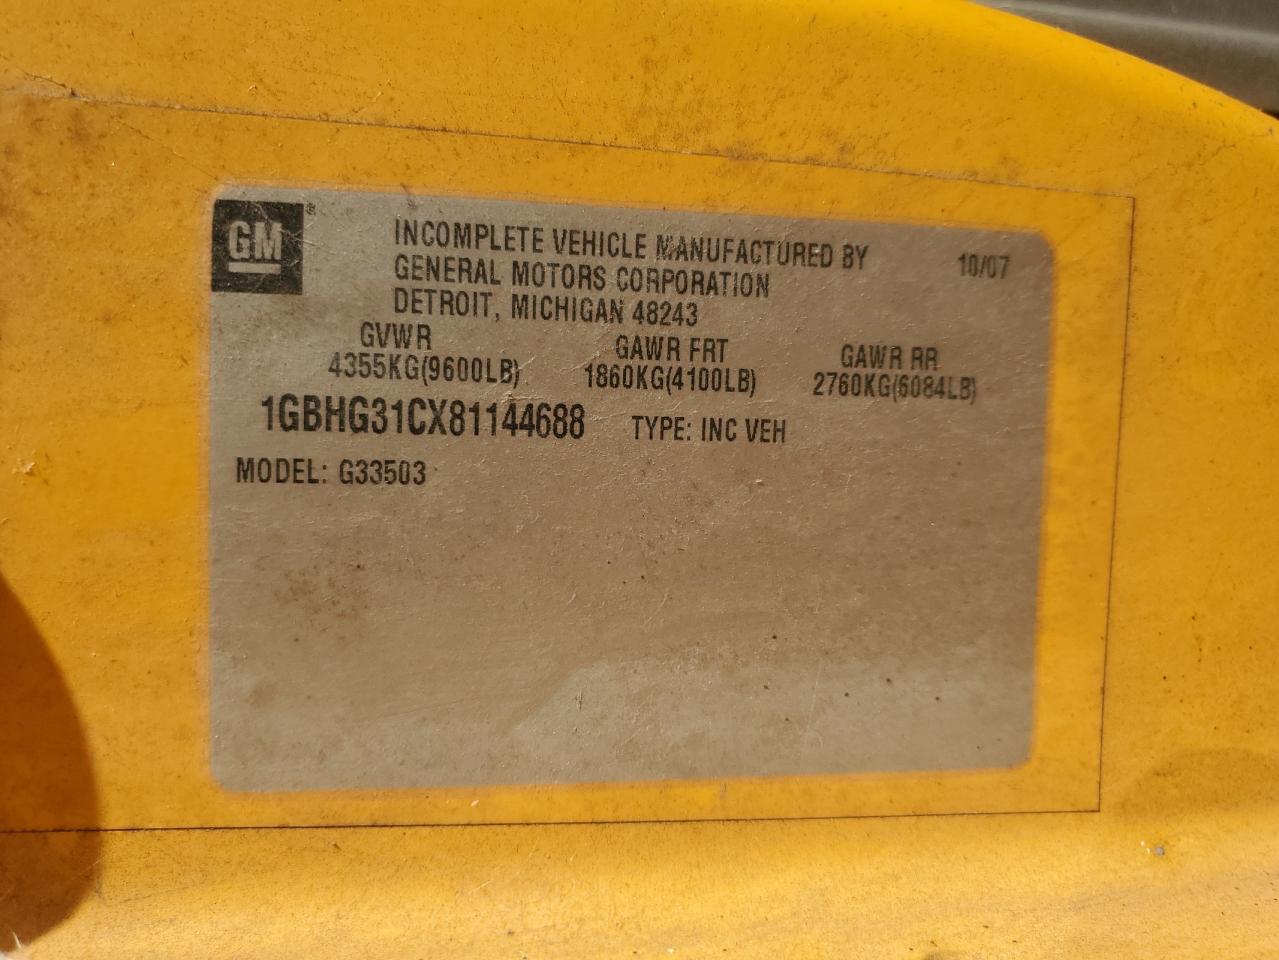 GM®
INCOMPLETE VEHICLE MANUFACTURED BY 10/07
GENERAL MOTORS CORPORATION
DETROIT, MICHIGAN 48243
GVWR GAWR FRT GAWR RR
4355KG(9600LB) 1860KG(4100LB) 2760KG(6084LB)
1GBHG31CX81144688 TYPE: INC VEH
MODEL: G33503